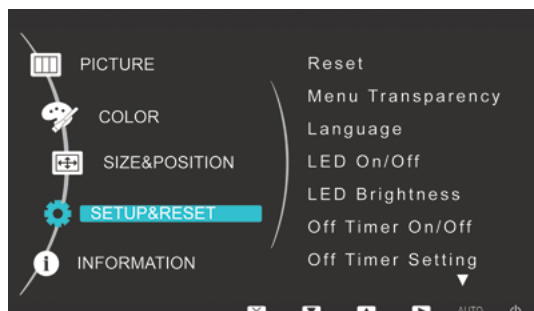 PICTURE
COLOR
SIZE&POSITION
SETUP&RESET
INFORMATION
Reset
Menu Transparency
Language
LED On/Off
LED Brightness
Off Timer On/Off
Off Timer Setting
AUTO